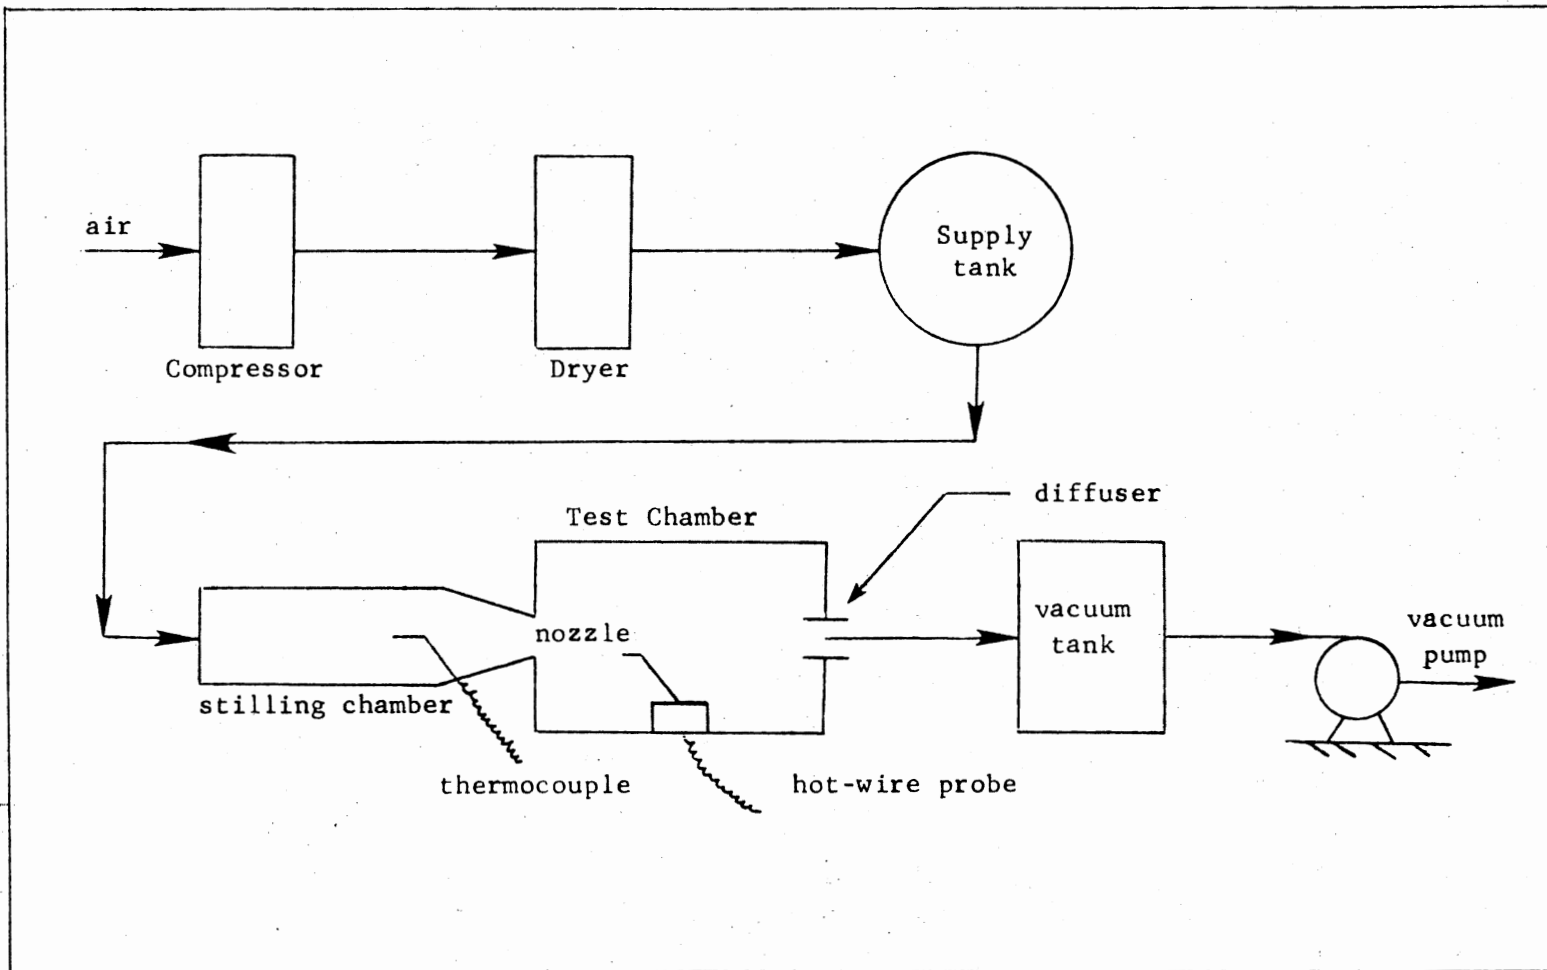 air
Supply
tank
Compressor
Dryer
diffuser
Test Chamber
nozzle
vacuum
tank
vacuum
pump
stilling chamber
thermocouple
hot-wire probe